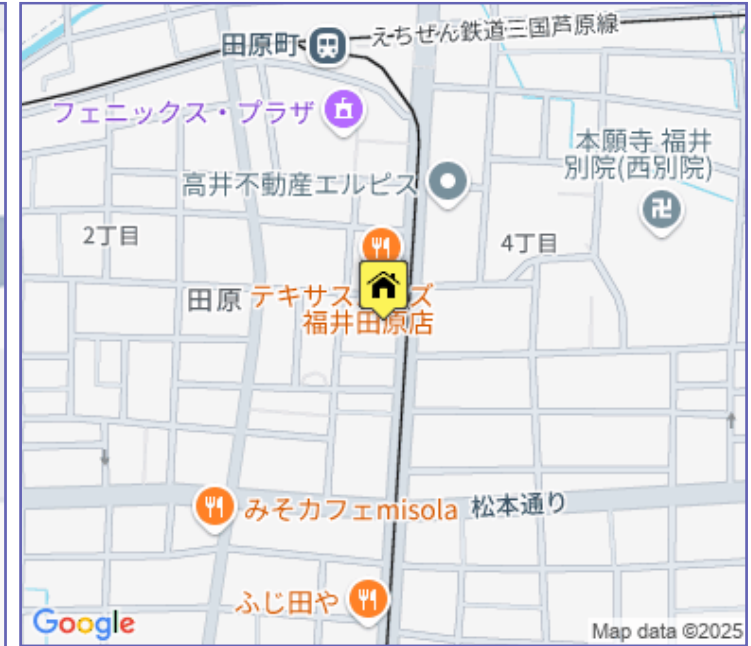 田原町
えちぜん鉄道三国芦原線
フェニックス・プラザ
本願寺 福井
別院(西別院)
高井不動産エルピス
2丁目
4丁目
田原
テキサス
ズ
福井田原店
みそカフェmisola
松本通り
ふじ田や
Google
Map data ©2025